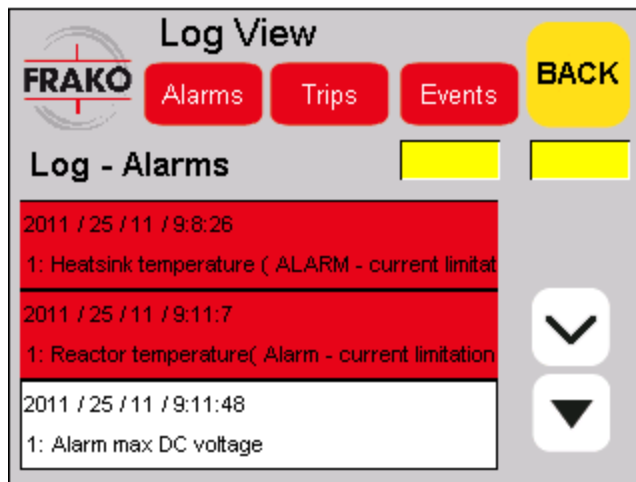 Log View
FRAKO
Alarms
Trips
Events
BACK
Log - Alarms
2011 / 25 / 11 / 9:8:26
1: Heatsink temperature ( ALARM - current limitat
2011 / 25 / 11 / 9:11:7
1: Reactor temperature( Alarm - current limitation
2011 / 25 / 11 / 9:11:48
1: Alarm max DC voltage